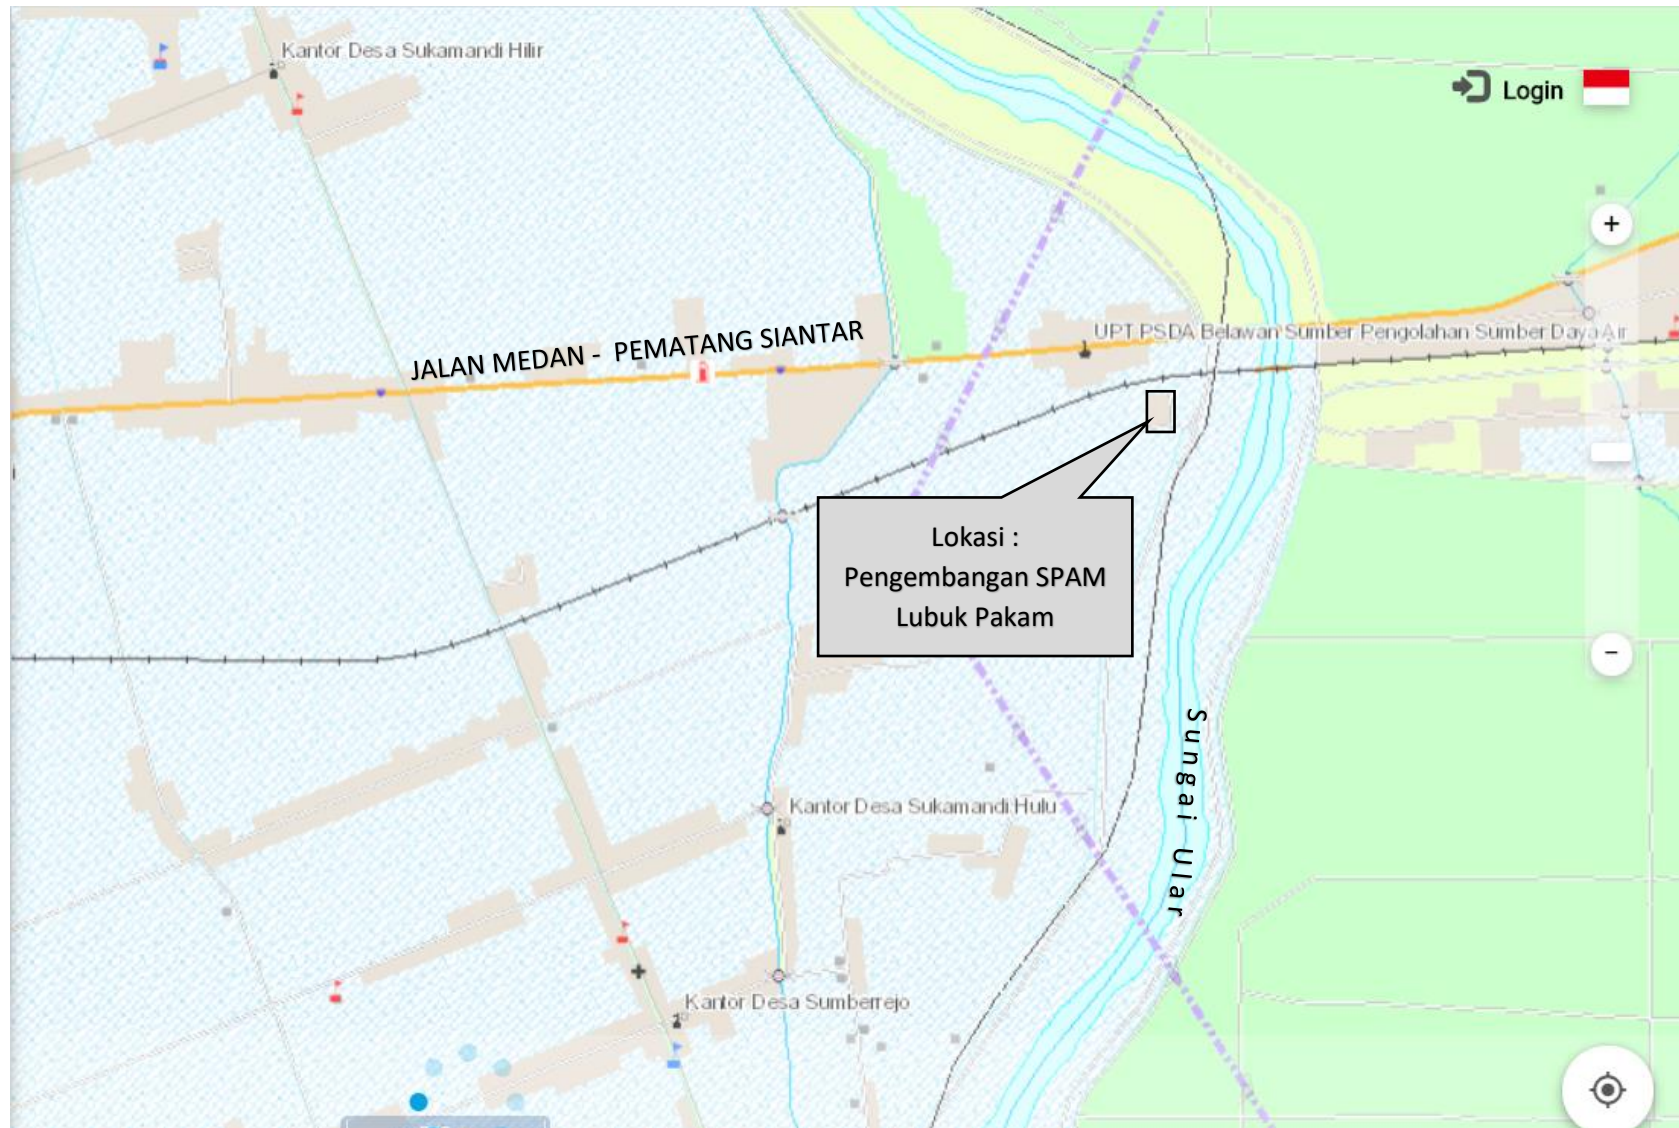 Kantor Desa Sukamandi Hilir
Login
+
UPT PSDA Belawan Sumber Pengolahan Sumber Daya Air
JALAN MEDAN - PEMATANG SIANTAR
Lokasi :
Pengembangan SPAM
Lubuk Pakam
−
Sungai Ular
Kantor Desa Sukamandi Hulu
Kantor Desa Sumberrejo